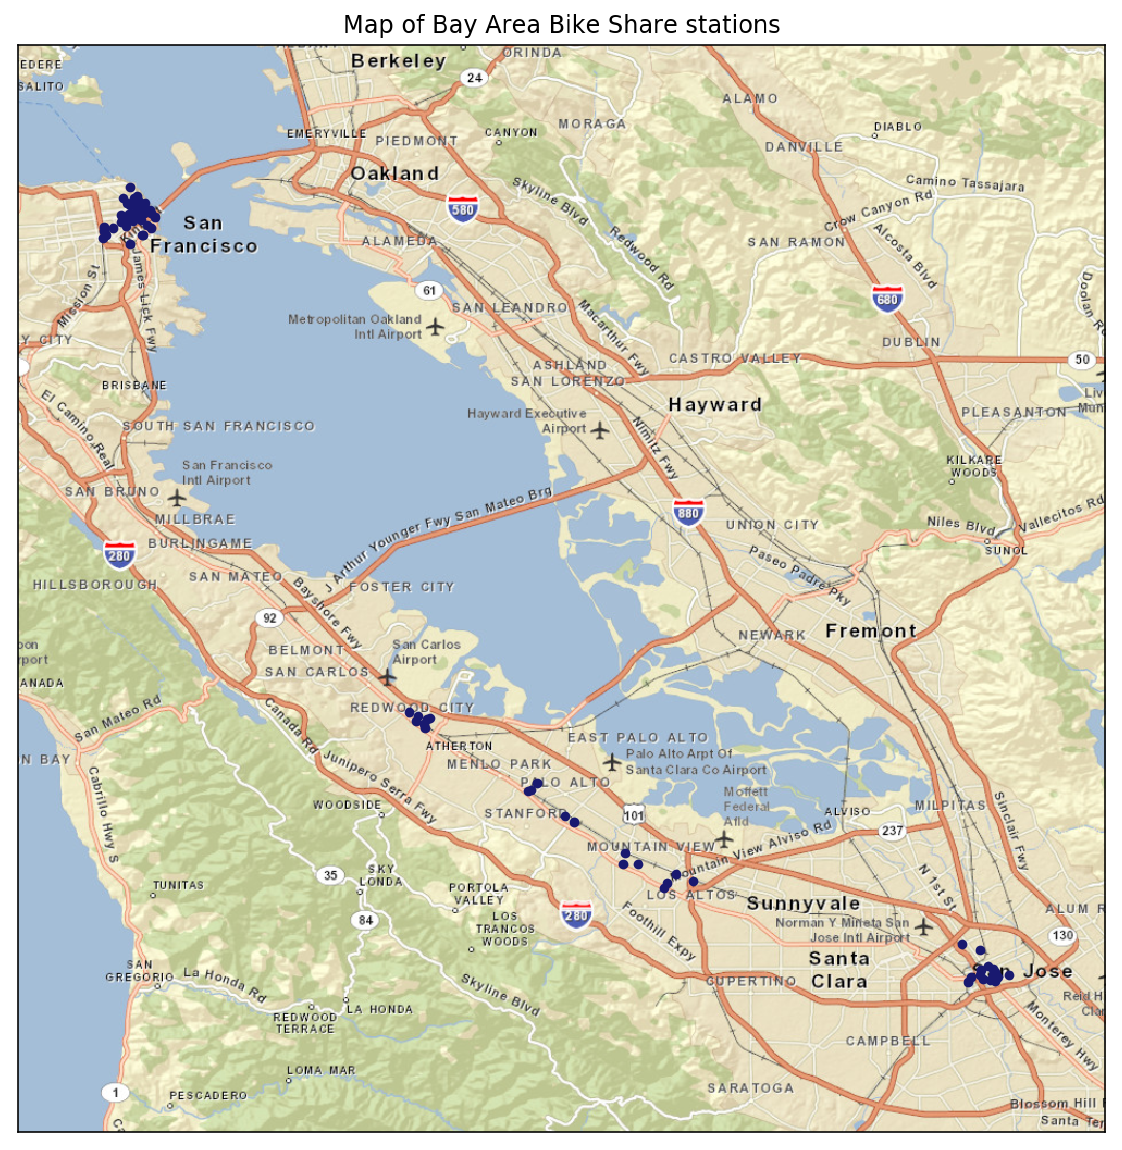 Map of Bay Area Bike Share stations
ORINDA
Berkeley
EDERE
SALITO
24
ALAMO
MORAGA
DIABLO
EMERYVILLE
PIEDMONT
CANYON
DANVILLE
Oakland
Skyline Blvd
Camino Tassajara
580
Crow Canyon Rd
San
Francisco
ALAMEDA
Redwood Rd
SAN RAMON
Alcosta Blvd
Mission St
James Lick Fwy
61
680
SAN LEANDRO
Metropolitan Oakland
Intl Airport
Macarthur Fwy
Y CITY
DUBLIN
CASTRO VALLEY
50
ASHLAND
SAN LORENZO
BRISBANE
El Camino Real
Hayward
Hayward Executive
Airport
PLEASANTON
Liv
Mun
SOUTH SAN FRANCISCO
Nimitz Fwy
San Francisco
Intl Airport
KILKARE
WOODS
SAN BRUNO
J Arthur Younger Fwy San Mateo Brg
MILLBRAE
880
UNION CITY
Niles Blvd
Vallecitos Rd
BURLINGAME
280
SUNOL
HILLSBOROUGH
SAN MATEO
Bayshore Fwy
FOSTER CITY
Paseo Padre Pky
92
NEWARK
Fremont
BELMONT
San Carlos
Airport
SAN CARLOS
ANADA
San Mateo Rd
REDWOOD CITY
Canada Rd
Junipero Serra Fwy
ATHERTON
EAST PALO ALTO
N BAY
MENLO PARK
Palo Alto Arpt Of
Santa Clara Co Airport
PALO ALTO
Cabrillo Hwy S
WOODSIDE
STANFORD
101
Moffett
Federal
Afld
ALVISO
MILPITAS
Sinclair Fwy
237
MOUNTAIN VIEW
Mountain View Alviso Rd
35
SKY
LONDA
TUNITAS
PORTOLA
VALLEY
LOS ALTOS
Sunnyvale
N 1st St
84
LOS
TRANCOS
WOODS
280
Foothill Expy
Norman Y Mineta San
Jose Intl Airport
ALUM R
130
SAN
GREGORIO
La Honda Rd
Skyline Blvd
Santa
Clara
CUPERTINO
San Jose
LA HONDA
REDWOOD
TERRACE
Monterey Hwy
CAMPBELL
LOMA MAR
1
PESCADERO
SARATOGA
Blossom Hill